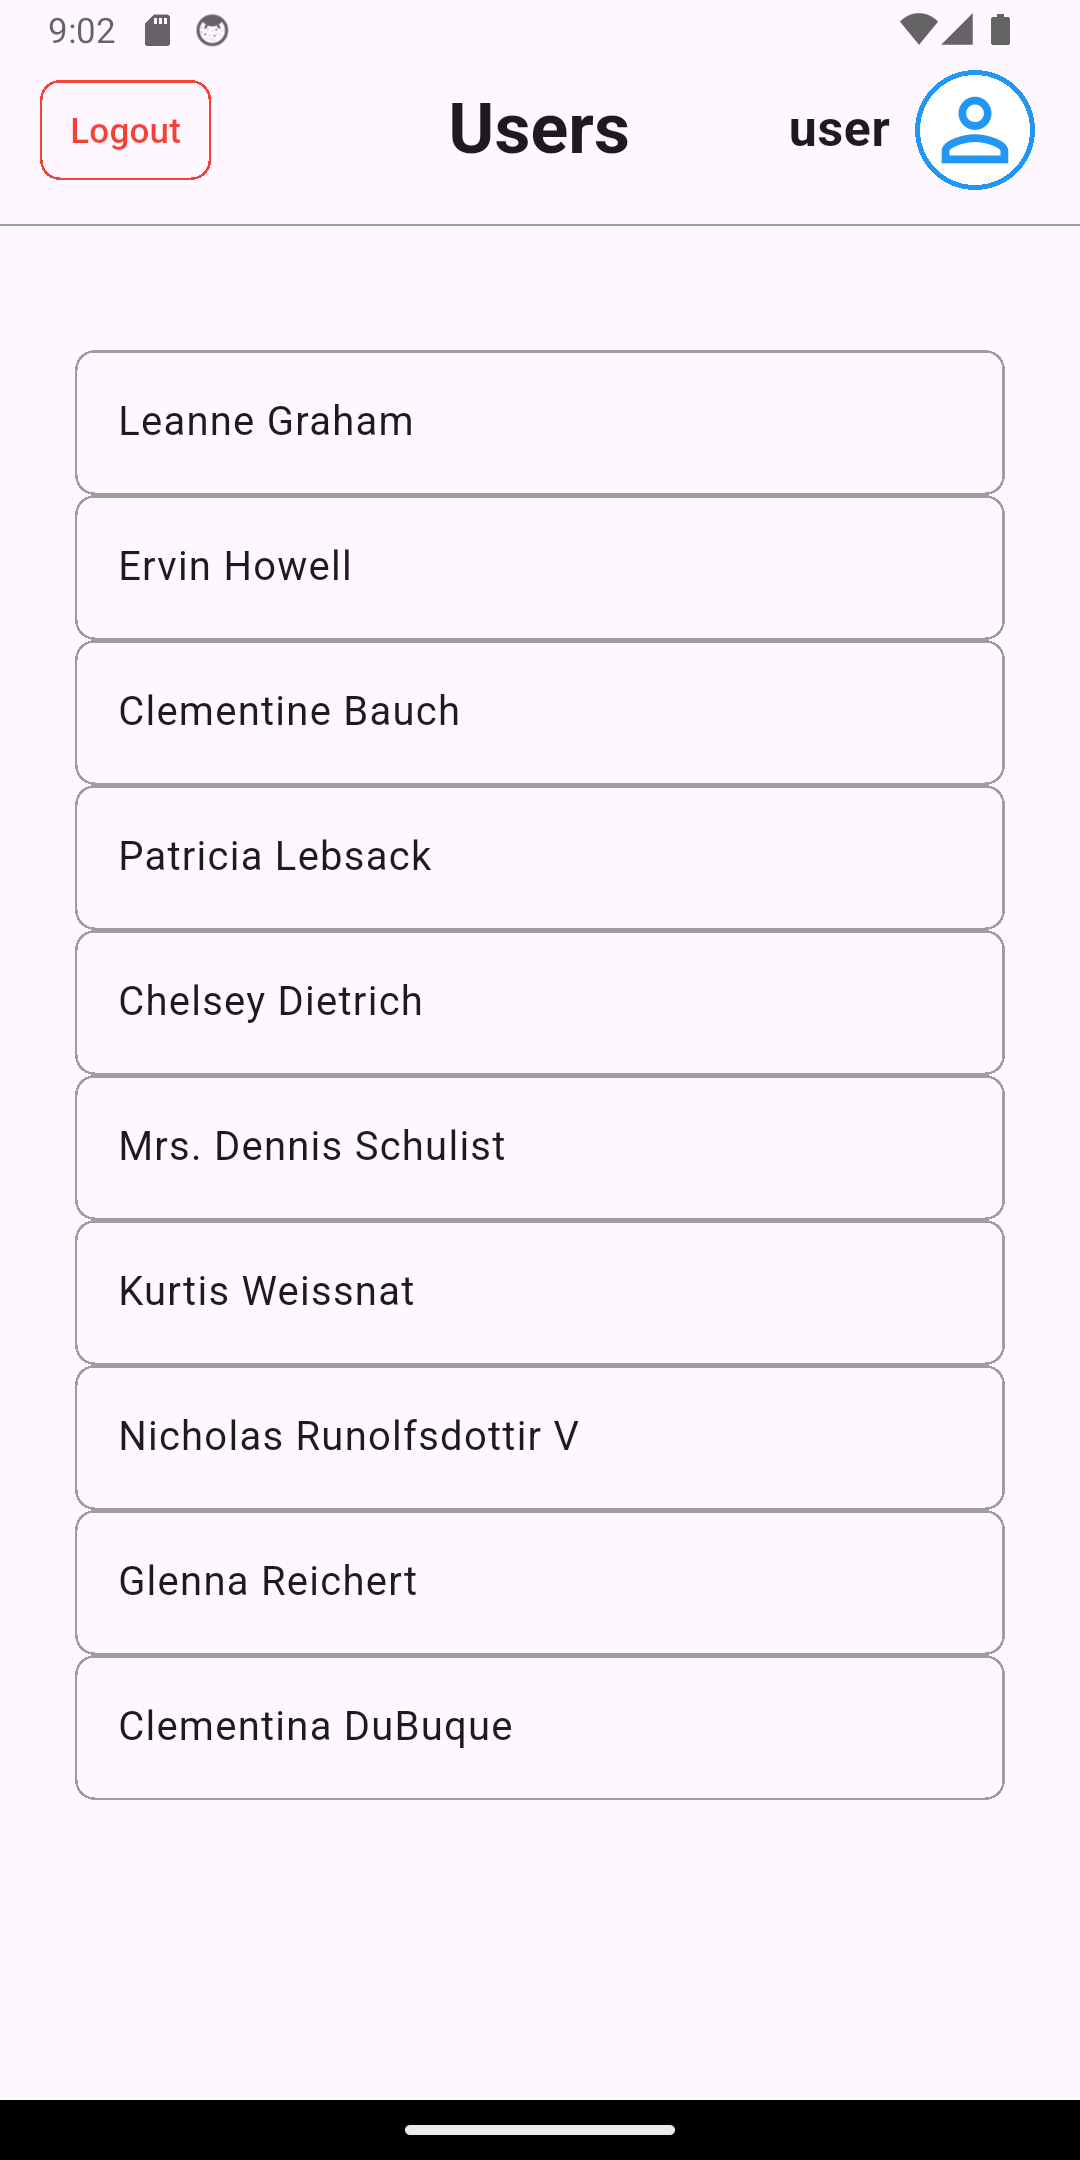 9:02
Logout
Users
user
Leanne Graham
Ervin Howell
Clementine Bauch
Patricia Lebsack
Chelsey Dietrich
Mrs. Dennis Schulist
Kurtis Weissnat
Nicholas Runolfsdottir V
Glenna Reichert
Clementina DuBuque